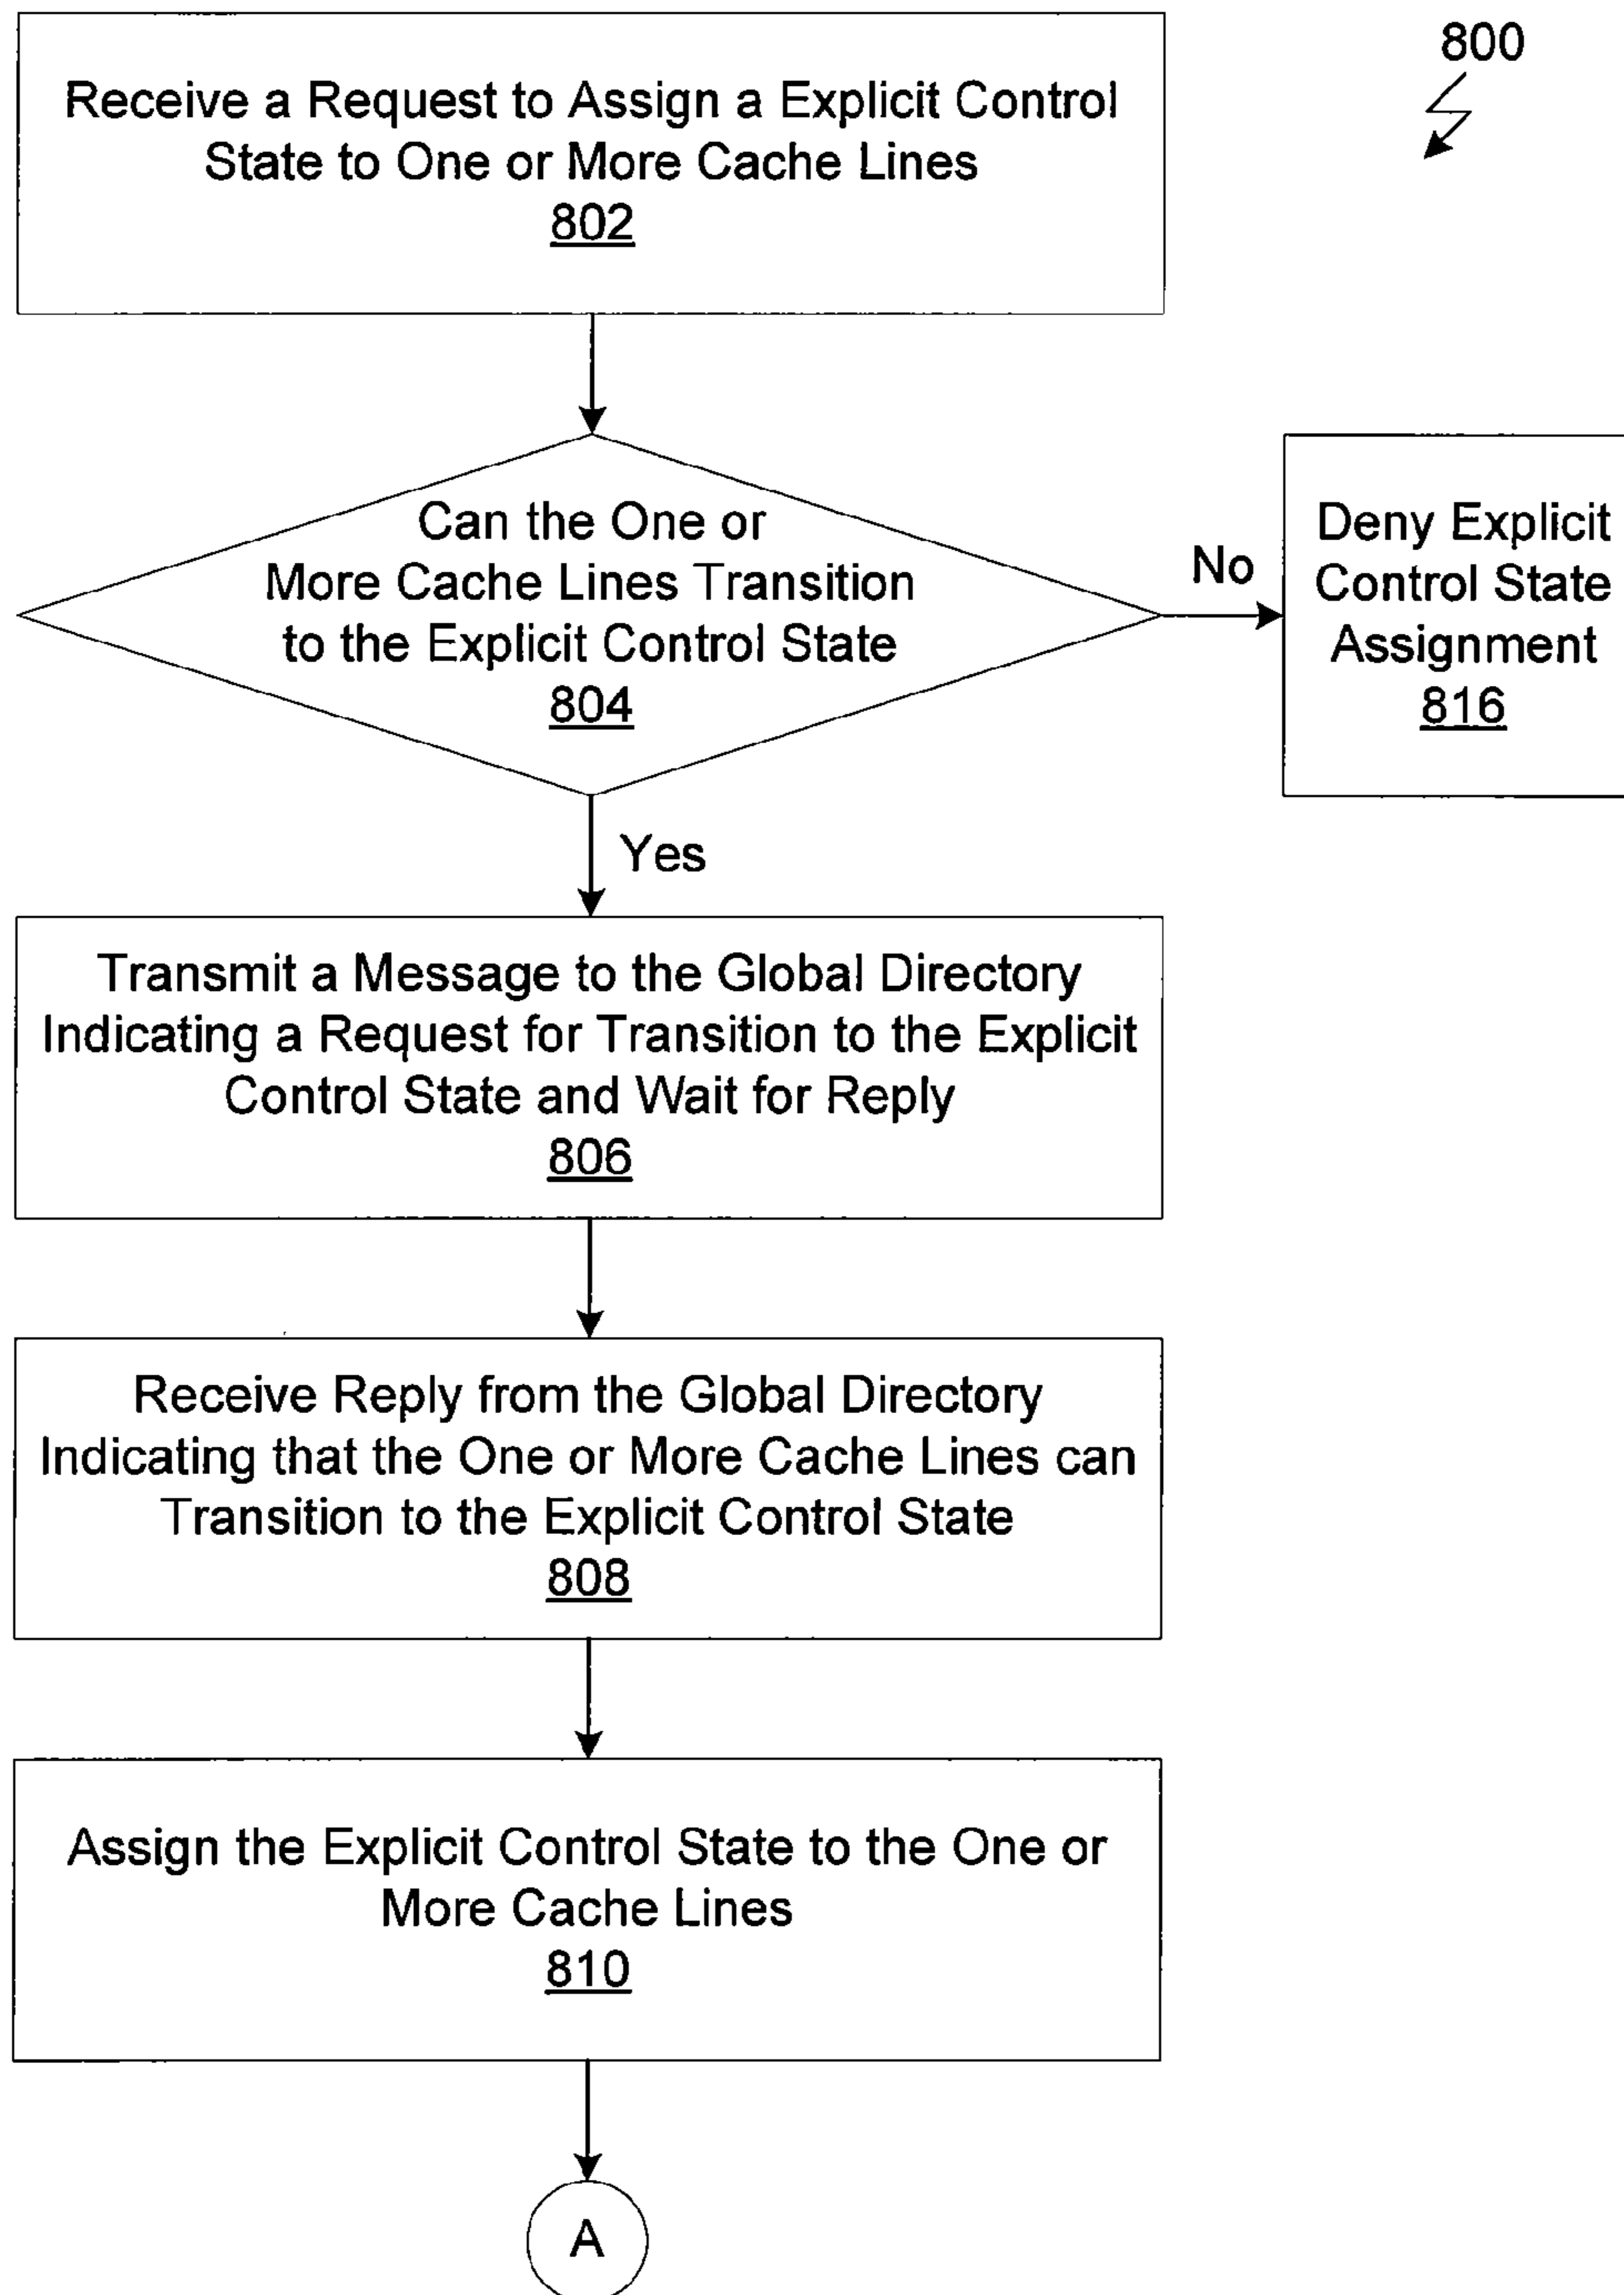 800
Receive a Request to Assign a Explicit Control
State to One or More Cache Lines
802
Can the One or
More Cache Lines Transition
to the Explicit Control State
804
No
Deny Explicit
Control State
Assignment
816
Yes
Transmit a Message to the Global Directory
Indicating a Request for Transition to the Explicit
Control State and Wait for Reply
806
Receive Reply from the Global Directory
Indicating that the One or More Cache Lines can
Transition to the Explicit Control State
808
Assign the Explicit Control State to the One or
More Cache Lines
810
A